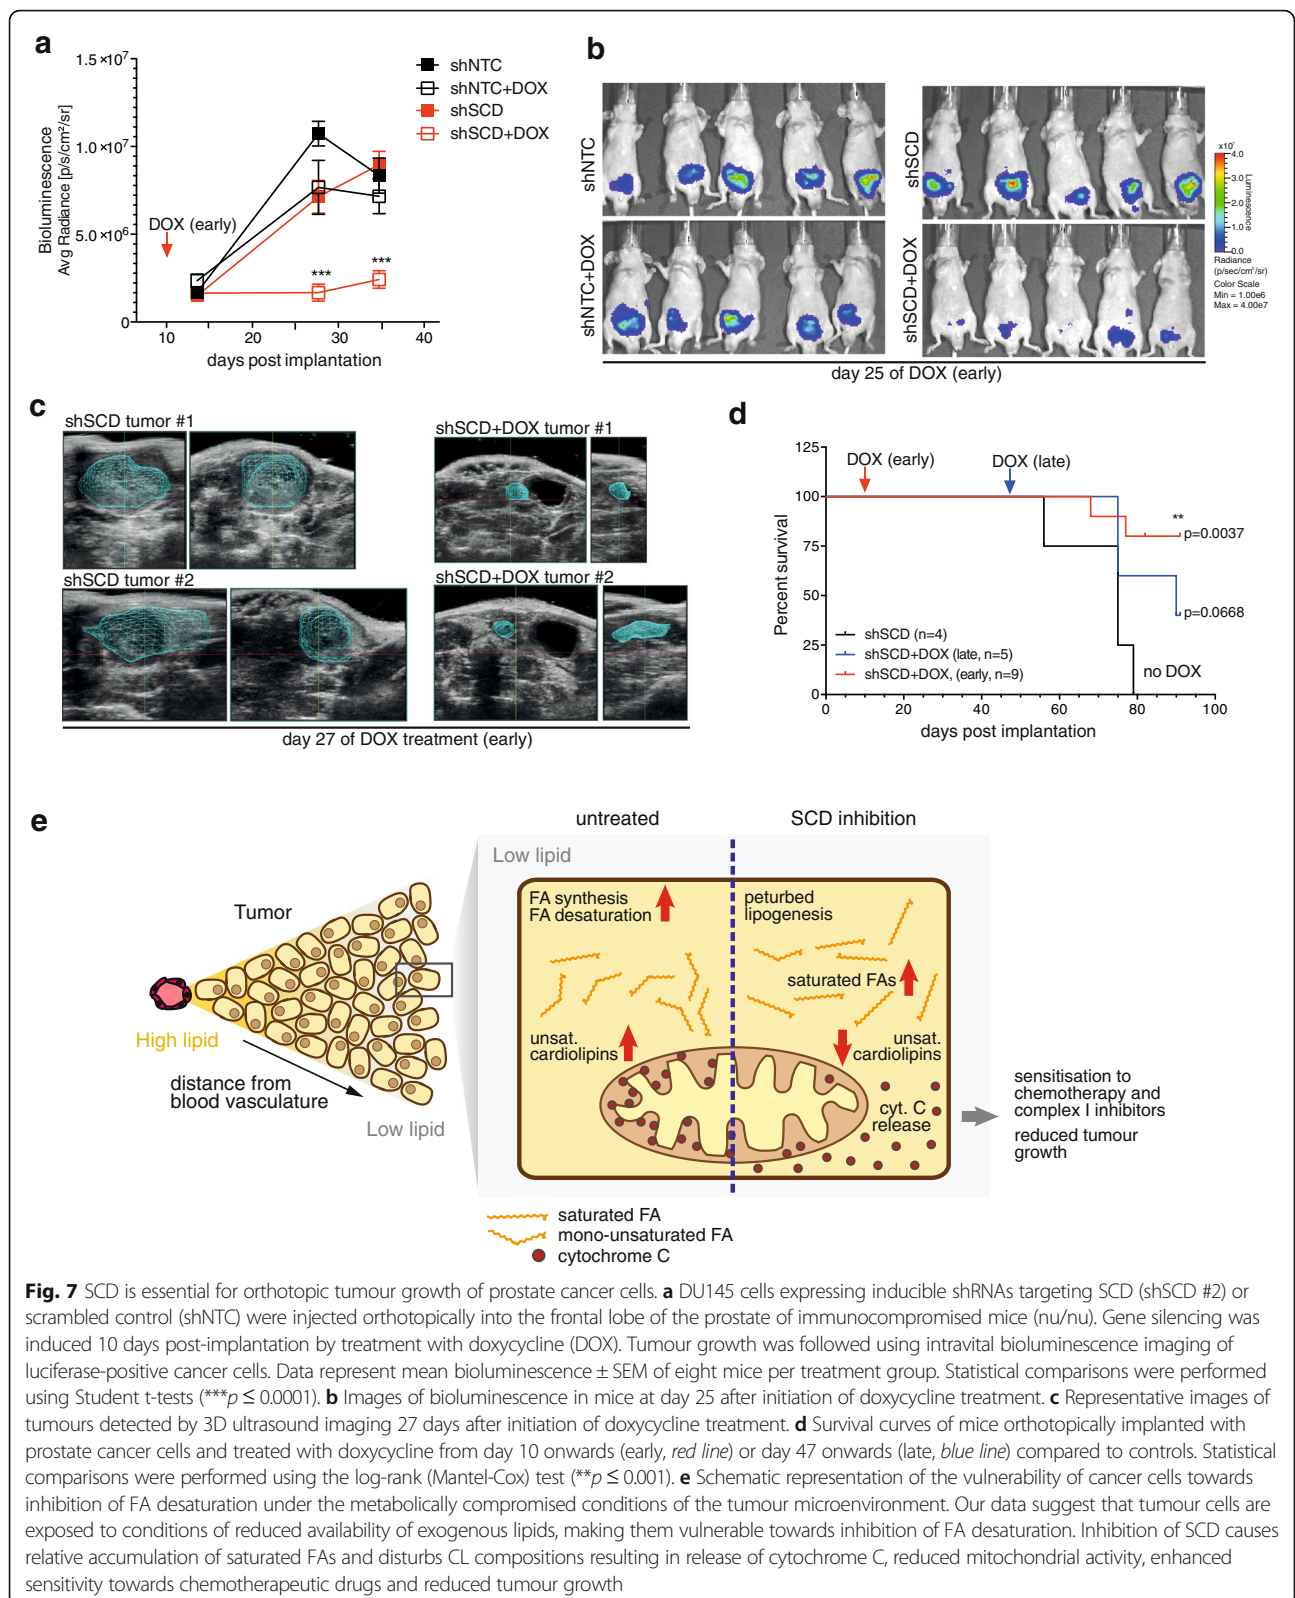 a
1.5×10⁷
1.0×10⁷
5.0×10⁶
0
Bioluminescence
Avg Radiance [p/s/cm²/sr]
DOX (early)
***
***
10
20
30
40
days post implantation
shNTC
shNTC+DOX
shSCD
shSCD+DOX
b
shNTC
shSCD
shNTC+DOX
shSCD+DOX
x10⁷
4.0
3.0
2.0
1.0
0.0
Luminescence
Radiance
(p/sec/cm²/sr)
Color Scale
Min = 1.00e6
Max = 4.00e7
day 25 of DOX (early)
c
shSCD tumor #1
shSCD+DOX tumor #1
shSCD tumor #2
shSCD+DOX tumor #2
day 27 of DOX treatment (early)
d
125
100
75
50
25
0
Percent survival
DOX (early)
DOX (late)
**
p=0.0037
p=0.0668
shSCD (n=4)
shSCD+DOX (late, n=5)
shSCD+DOX, (early, n=9)
no DOX
0
20
40
60
80
100
days post implantation
e
untreated
SCD inhibition
Low lipid
Tumor
High lipid
distance from
blood vasculature
Low lipid
FA synthesis
FA desaturation
peturbed
lipogenesis
saturated FAs
unsat.
cardiolipins
unsat.
cardiolipins
cyt. C
release
sensitisation to
chemotherapy and
complex I inhibitors
reduced tumour
growth
saturated FA
mono-unsaturated FA
cytochrome C
Fig. 7 SCD is essential for orthotopic tumour growth of prostate cancer cells. a DU145 cells expressing inducible shRNAs targeting SCD (shSCD #2) or
scrambled control (shNTC) were injected orthotopically into the frontal lobe of the prostate of immunocompromised mice (nu/nu). Gene silencing was
induced 10 days post-implantation by treatment with doxycycline (DOX). Tumour growth was followed using intravital bioluminescence imaging of
luciferase-positive cancer cells. Data represent mean bioluminescence ± SEM of eight mice per treatment group. Statistical comparisons were performed
using Student t-tests (***p ≤ 0.0001). b Images of bioluminescence in mice at day 25 after initiation of doxycycline treatment. c Representative images of
tumours detected by 3D ultrasound imaging 27 days after initiation of doxycycline treatment. d Survival curves of mice orthotopically implanted with
prostate cancer cells and treated with doxycycline from day 10 onwards (early, red line) or day 47 onwards (late, blue line) compared to controls. Statistical
comparisons were performed using the log-rank (Mantel-Cox) test (**p ≤ 0.001). e Schematic representation of the vulnerability of cancer cells towards
inhibition of FA desaturation under the metabolically compromised conditions of the tumour microenvironment. Our data suggest that tumour cells are
exposed to conditions of reduced availability of exogenous lipids, making them vulnerable towards inhibition of FA desaturation. Inhibition of SCD causes
relative accumulation of saturated FAs and disturbs CL compositions resulting in release of cytochrome C, reduced mitochondrial activity, enhanced
sensitivity towards chemotherapeutic drugs and reduced tumour growth